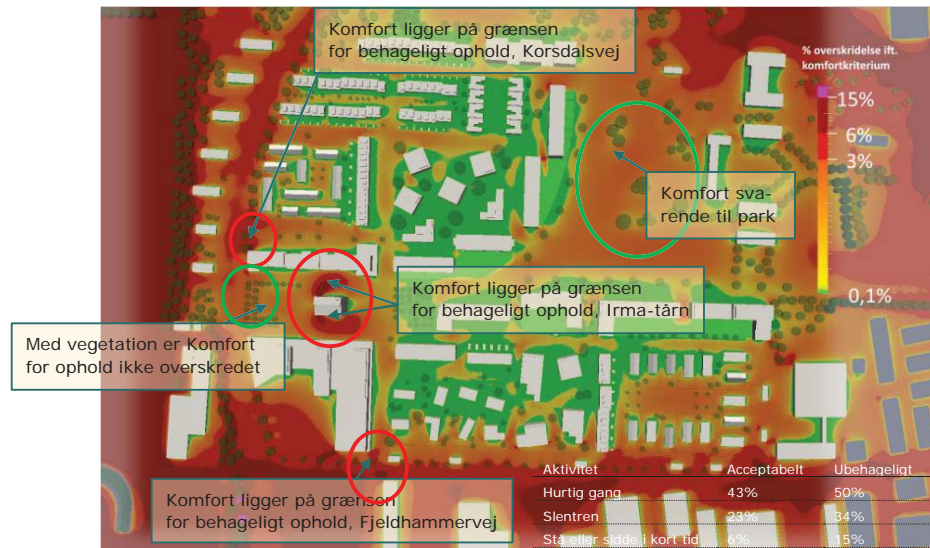 Komfort ligger på grænsen
for behageligt ophold, Korsdalsvej
% overskridelse ift.
komfortkriterium
15%
6%
3%
0,1%
Komfort sva-
rende til park
Komfort ligger på grænsen
for behageligt ophold, Irma-tårn
Med vegetation er Komfort
for ophold ikke overskredet
Komfort ligger på grænsen
for behageligt ophold, Fjeldhammervej
Aktivitet Acceptabelt Ubehageligt
Hurtig gang 43% 50%
Slentren 23% 34%
Stå eller sidde i kort tid 6% 15%